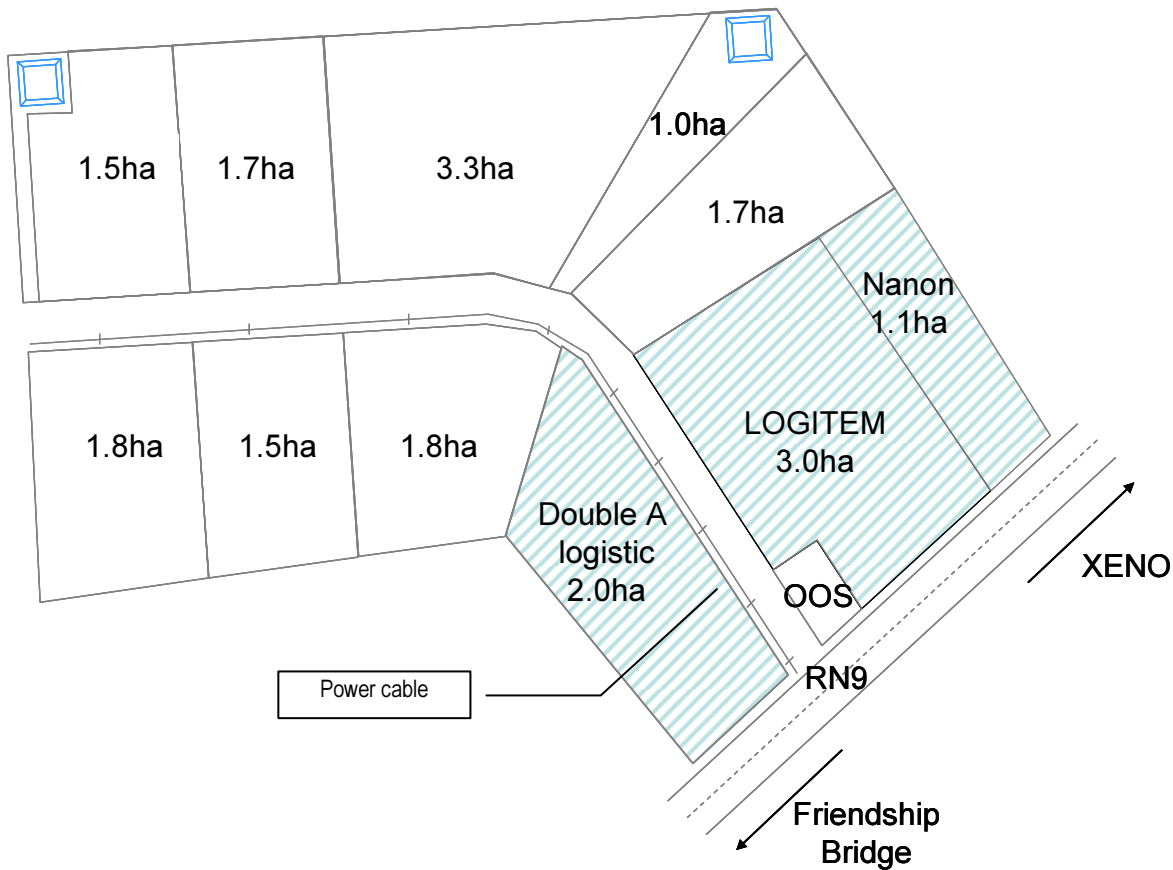 1.0ha
1.5ha
1.7ha
3.3ha
1.7ha
Nanon
1.1ha
LOGITEM
3.0ha
1.8ha
1.5ha
1.8ha
Double A
logistic
2.0ha
OOS
XENO
RN9
Power cable
Friendship
Bridge